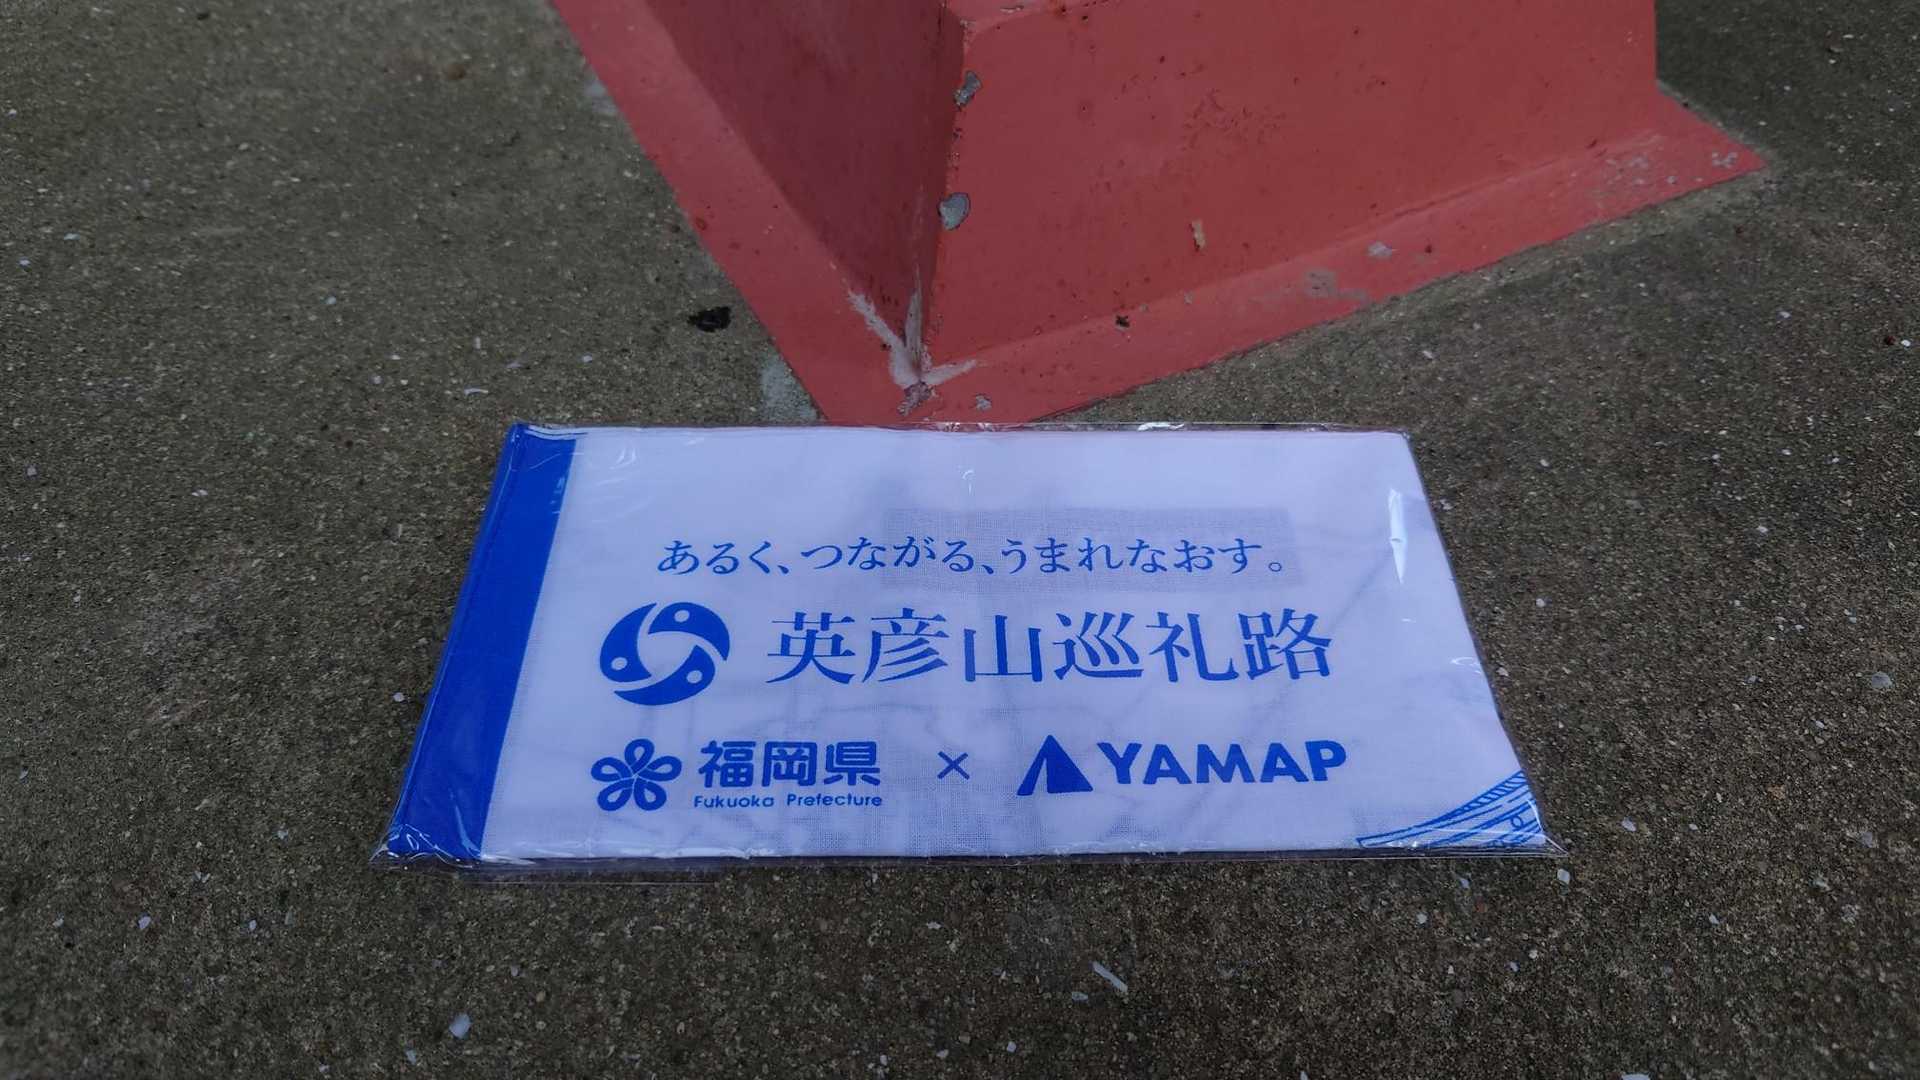 あるく、つながる、うまれなおす。
英彦山巡礼路
福岡県 × YAMAP
Fukuoka Prefecture